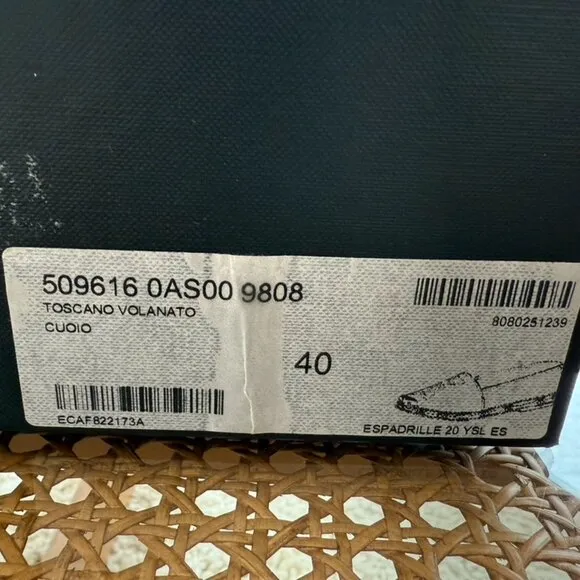 509616 0AS00 9808
TOSCANO VOLANATO
CUOIO
8080251239
40
ECAF822173A
ESPADRILLE 20 YSL ES